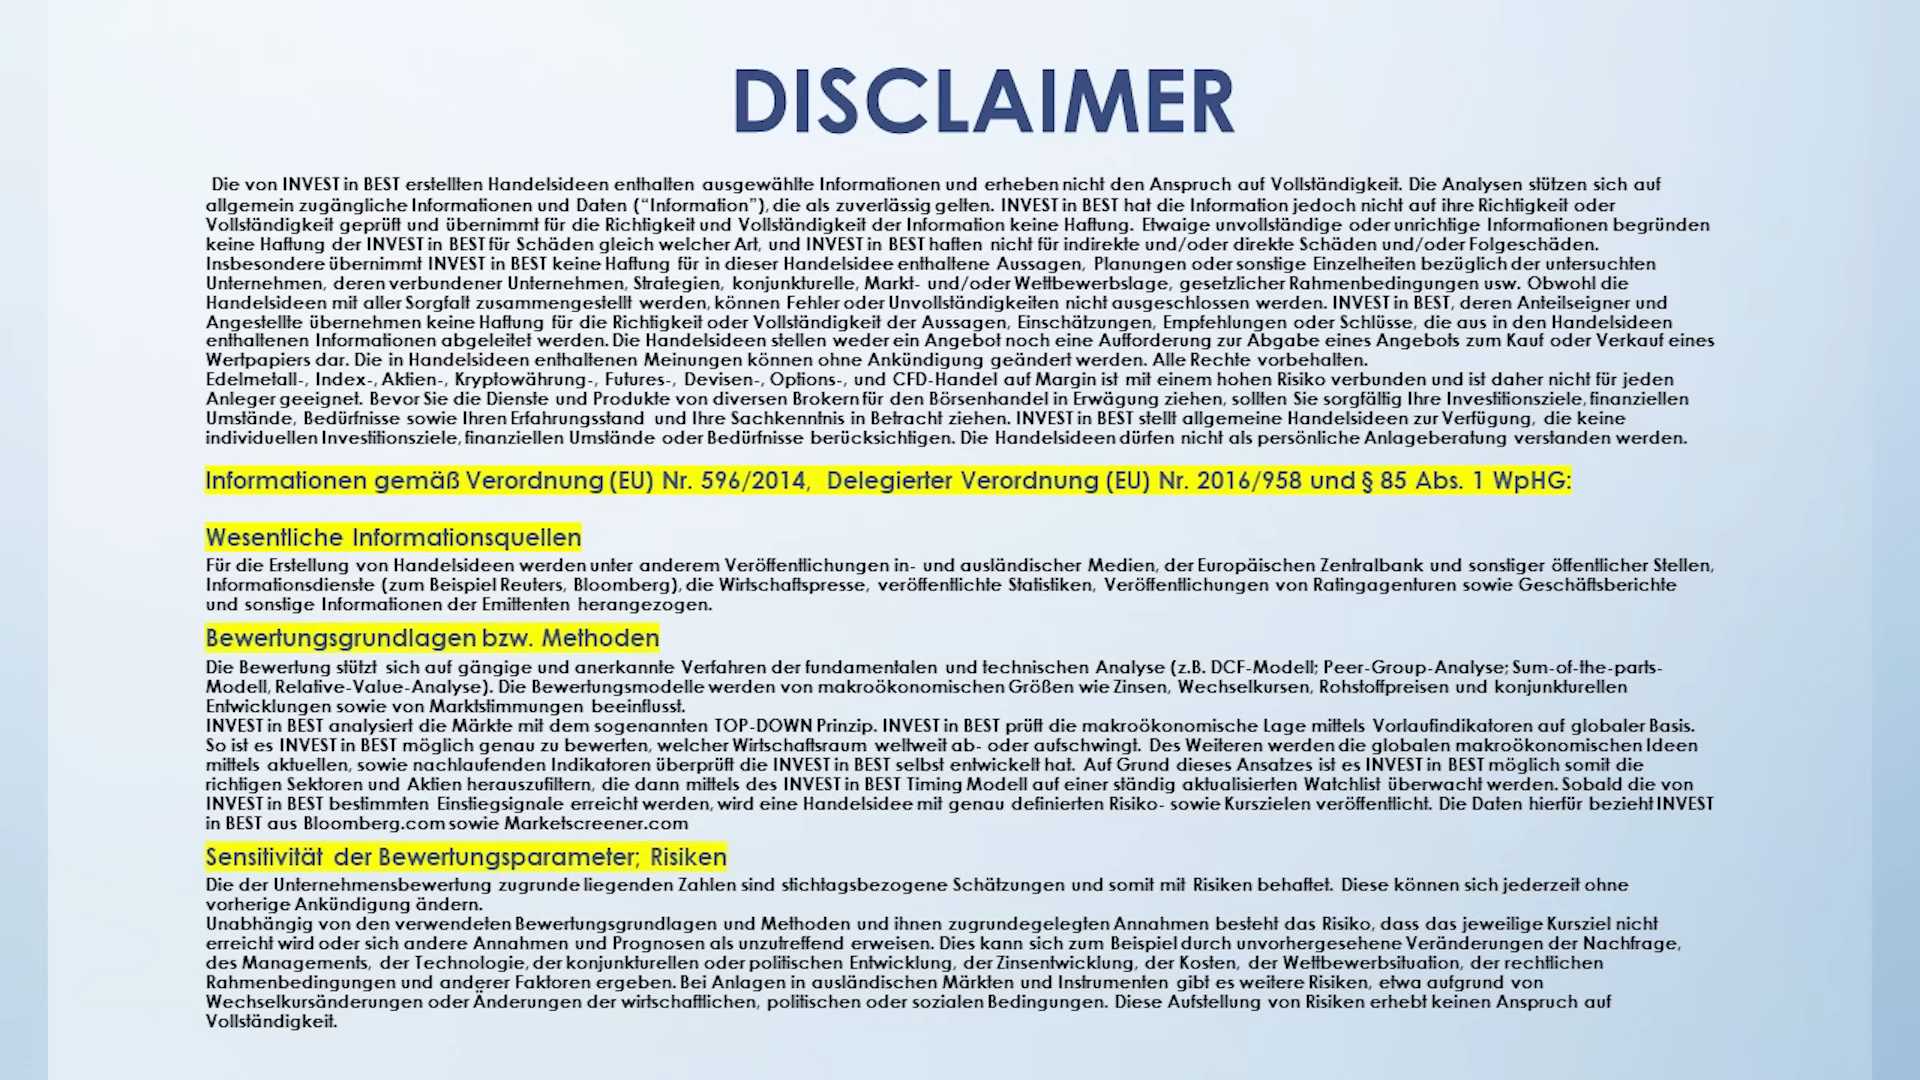 DISCLAIMER
Die von INVEST in BEST erstellten Handelsideen enthalten ausgewählte Informationen und erheben nicht den Anspruch auf Vollständigkeit. Die Analysen stützen sich auf
allgemein zugängliche Informationen und Daten (“Information”), die als zuverlässig gelten. INVEST in BEST hat die Information jedoch nicht auf ihre Richtigkeit oder
Vollständigkeit geprüft und übernimmt für die Richtigkeit und Vollständigkeit der Information keine Haftung. Etwaige unvollständige oder unrichtige Informationen begründen
keine Haftung der INVEST in BEST für Schäden gleich welcher Art, und INVEST in BEST haften nicht für indirekte und/oder direkte Schäden und/oder Folgeschäden.
Insbesondere übernimmt INVEST in BEST keine Haftung für in dieser Handelsidee enthaltene Aussagen, Planungen oder sonstige Einzelheiten bezüglich der untersuchten
Unternehmen, deren verbundener Unternehmen, Strategien, konjunkturelle, Markt- und/oder Wettbewerbslage, gesetzlicher Rahmenbedingungen usw. Obwohl die
Handelsideen mit aller Sorgfalt zusammengestellt werden, können Fehler oder Unvollständigkeiten nicht ausgeschlossen werden. INVEST in BEST, deren Anteilseigner und
Angestellte übernehmen keine Haftung für die Richtigkeit oder Vollständigkeit der Aussagen, Einschätzungen, Empfehlungen oder Schlüsse, die aus in den Handelsideen
enthaltenen Informationen abgeleitet werden. Die Handelsideen stellen weder ein Angebot noch eine Aufforderung zur Abgabe eines Angebots zum Kauf oder Verkauf eines
Wertpapiers dar. Die in Handelsideen enthaltenen Meinungen können ohne Ankündigung geändert werden. Alle Rechte vorbehalten.
Edelmetall-, Index-, Aktien-, Kryptowährung-, Futures-, Devisen-, Options-, und CFD-Handel auf Margin ist mit einem hohen Risiko verbunden und ist daher nicht für jeden
Anleger geeignet. Bevor Sie die Dienste und Produkte von diversen Brokern für den Börsenhandel in Erwägung ziehen, sollten Sie sorgfältig Ihre Investitionsziele, finanziellen
Umstände, Bedürfnisse sowie Ihren Erfahrungsstand und Ihre Sachkenntnis in Betracht ziehen. INVEST in BEST stellt allgemeine Handelsideen zur Verfügung, die keine
individuellen Investitionsziele, finanziellen Umstände oder Bedürfnisse berücksichtigen. Die Handelsideen dürfen nicht als persönliche Anlageberatung verstanden werden.
Informationen gemäß Verordnung (EU) Nr. 596/2014, Delegierter Verordnung (EU) Nr. 2016/958 und § 85 Abs. 1 WpHG:
Wesentliche Informationsquellen
Für die Erstellung von Handelsideen werden unter anderem Veröffentlichungen in- und ausländischer Medien, der Europäischen Zentralbank und sonstiger öffentlicher Stellen,
Informationsdienste (zum Beispiel Reuters, Bloomberg), die Wirtschaftspresse, veröffentlichte Statistiken, Veröffentlichungen von Ratingagenturen sowie Geschäftsberichte
und sonstige Informationen der Emittenten herangezogen.
Bewertungsgrundlagen bzw. Methoden
Die Bewertung stützt sich auf gängige und anerkannte Verfahren der fundamentalen und technischen Analyse (z.B. DCF-Modell; Peer-Group-Analyse; Sum-of-the-parts-
Modell, Relative-Value-Analyse). Die Bewertungsmodelle werden von makroökonomischen Größen wie Zinsen, Wechselkursen, Rohstoffpreisen und konjunkturellen
Entwicklungen sowie von Marktstimmungen beeinflusst.
INVEST in BEST analysiert die Märkte mit dem sogenannten TOP-DOWN Prinzip. INVEST in BEST prüft die makroökonomische Lage mittels Vorlaufindikatoren auf globaler Basis.
So ist es INVEST in BEST möglich genau zu bewerten, welcher Wirtschaftsraum weltweit ab- oder aufschwingt. Des Weiteren werden die globalen makroökonomischen Ideen
mittels aktuellen, sowie nachlaufenden Indikatoren überprüft die INVEST in BEST selbst entwickelt hat. Auf Grund dieses Ansatzes ist es INVEST in BEST möglich somit die
richtigen Sektoren und Aktien herauszufiltern, die dann mittels des INVEST in BEST Timing Modell auf einer ständig aktualisierten Watchlist überwacht werden. Sobald die von
INVEST in BEST bestimmten Einstiegsignale erreicht werden, wird eine Handelsidee mit genau definierten Risiko- sowie Kurszielen veröffentlicht. Die Daten hierfür bezieht INVEST
in BEST aus Bloomberg.com sowie Marketscreener.com
Sensitivität der Bewertungsparameter; Risiken
Die der Unternehmensbewertung zugrunde liegenden Zahlen sind stichtagsbezogene Schätzungen und somit mit Risiken behaftet. Diese können sich jederzeit ohne
vorherige Ankündigung ändern.
Unabhängig von den verwendeten Bewertungsgrundlagen und Methoden und ihnen zugrundegelegten Annahmen besteht das Risiko, dass das jeweilige Kursziel nicht
erreicht wird oder sich andere Annahmen und Prognosen als unzutreffend erweisen. Dies kann sich zum Beispiel durch unvorhergesehene Veränderungen der Nachfrage,
des Managements, der Technologie, der konjunkturellen oder politischen Entwicklung, der Zinsentwicklung, der Kosten, der Wettbewerbsituation, der rechtlichen
Rahmenbedingungen und anderer Faktoren ergeben. Bei Anlagen in ausländischen Märkten und Instrumenten gibt es weitere Risiken, etwa aufgrund von
Wechselkursänderungen oder Änderungen der wirtschaftlichen, politischen oder sozialen Bedingungen. Diese Aufstellung von Risiken erhebt keinen Anspruch auf
Vollständigkeit.